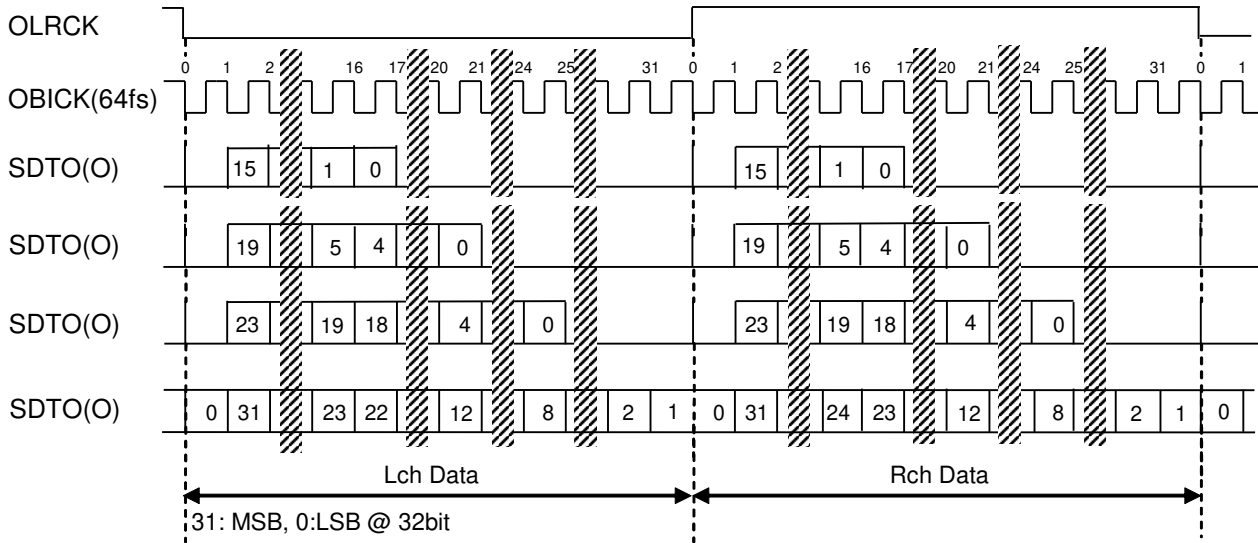 OLRCK
0 1 2 16 17 20 21 24 25 31 0 1 2 16 17 20 21 24 25 31 0 1
OBICK(64fs)
SDTO(O) 15 1 0 15 1 0
SDTO(O) 19 5 4 0 19 5 4 0
SDTO(O) 23 19 18 4 0 23 19 18 4 0
SDTO(O) 0 31 23 22 12 8 2 1 0 31 24 23 12 8 2 1 0
Lch Data Rch Data
31: MSB, 0:LSB @ 32bit